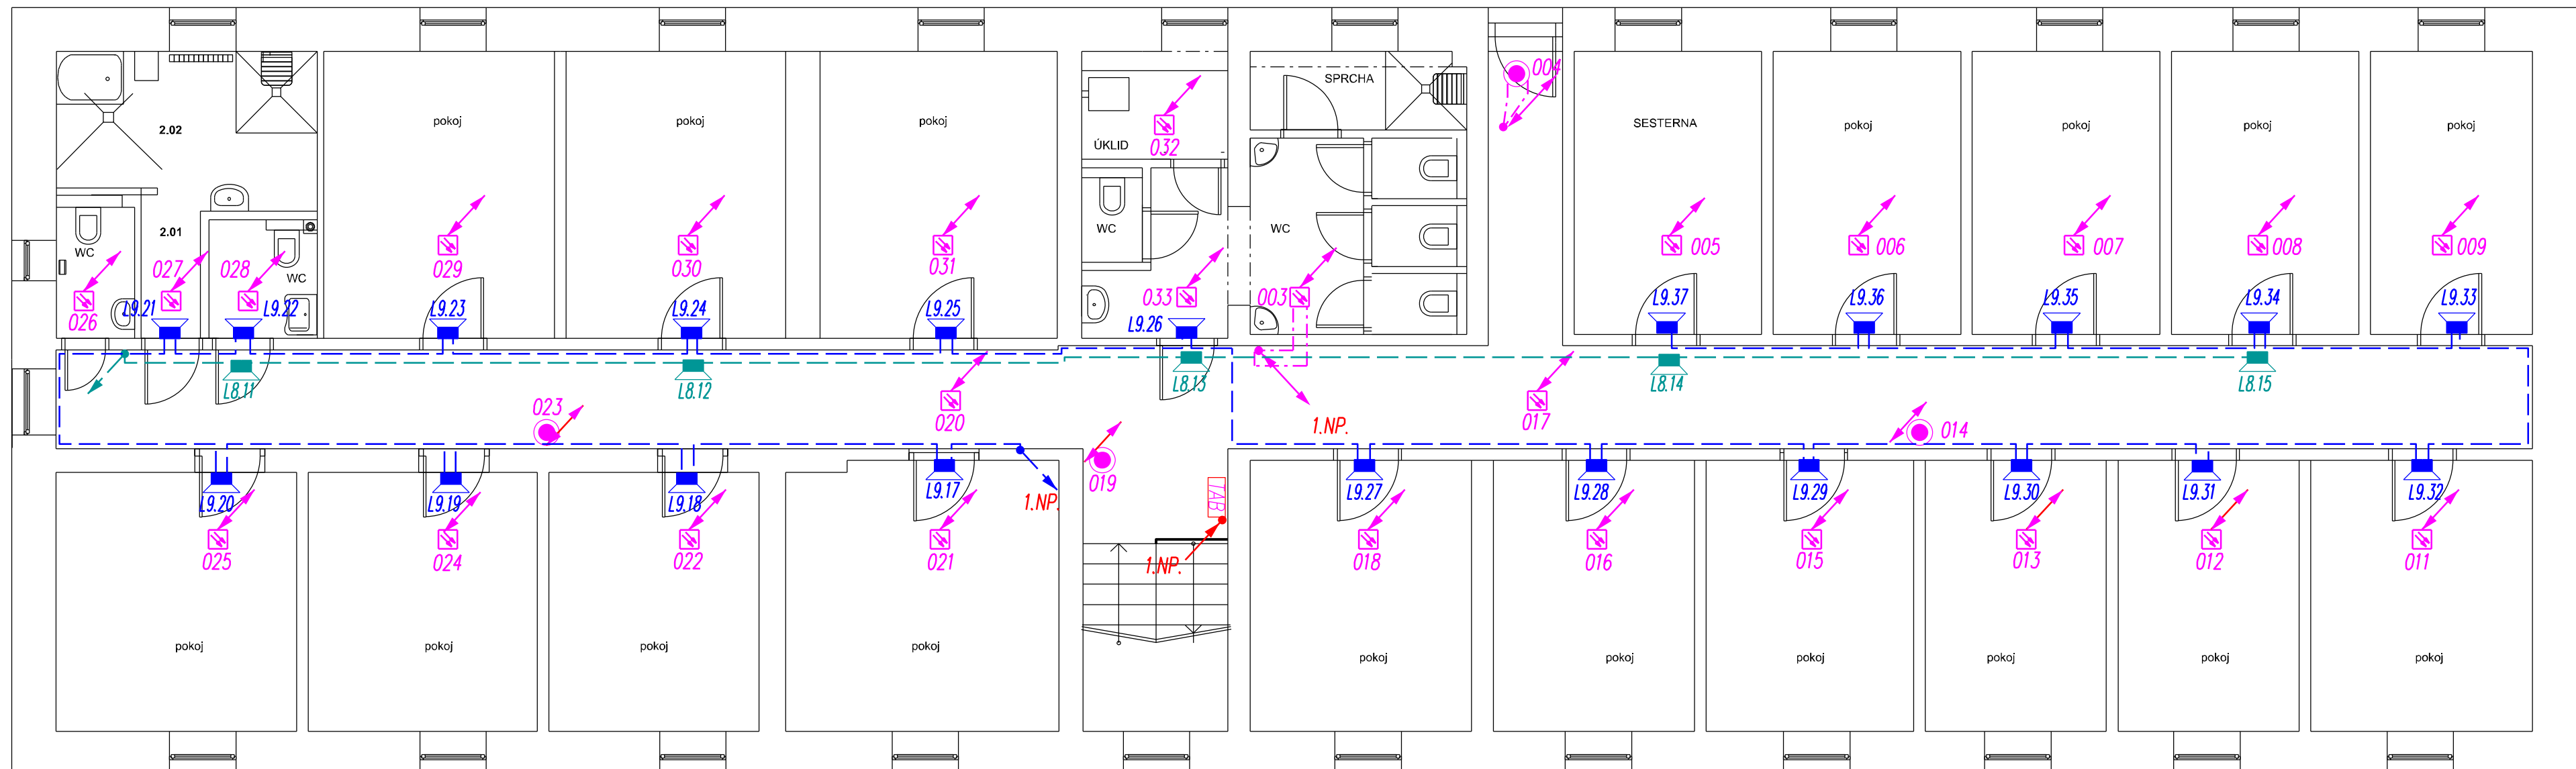 004
SPRCHA
pokoj
pokoj
pokoj
SESTERNA
pokoj
pokoj
pokoj
pokoj
2.02
ÚKLID
032
2.01
WC
WC
WC
WC
026
027
028
029
030
031
033
003
005
006
007
008
009
L9.21
L9.22
L9.23
L9.24
L9.25
L9.26
L9.37
L9.36
L9.35
L9.34
L9.33
L8.11
L8.12
L8.13
L8.14
L8.15
023
020
1.NP.
017
014
019
L9.20
L9.19
L9.18
L9.17
1.NP.
TAB
L9.27
L9.28
L9.29
L9.30
L9.31
L9.32
025
024
022
021
1.NP.
018
016
015
013
012
011
pokoj
pokoj
pokoj
pokoj
pokoj
pokoj
pokoj
pokoj
pokoj
pokoj